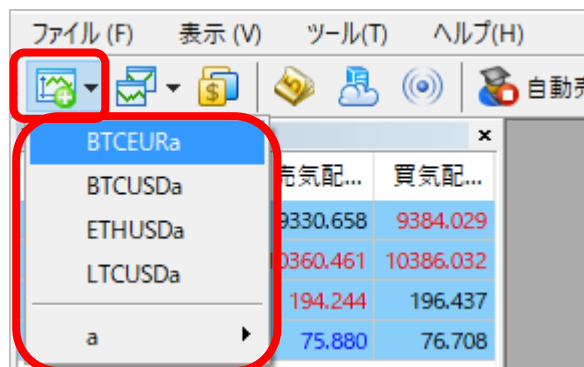 ファイル (F) 表示 (V) ツール(T) ヘルプ(H)
自動売
BTCEURa
BTCUSDa
ETHUSDa
LTCUSDa
a
売気配... 買気配...
9330.658 9384.029
10360.461 10386.032
194.244 196.437
75.880 76.708